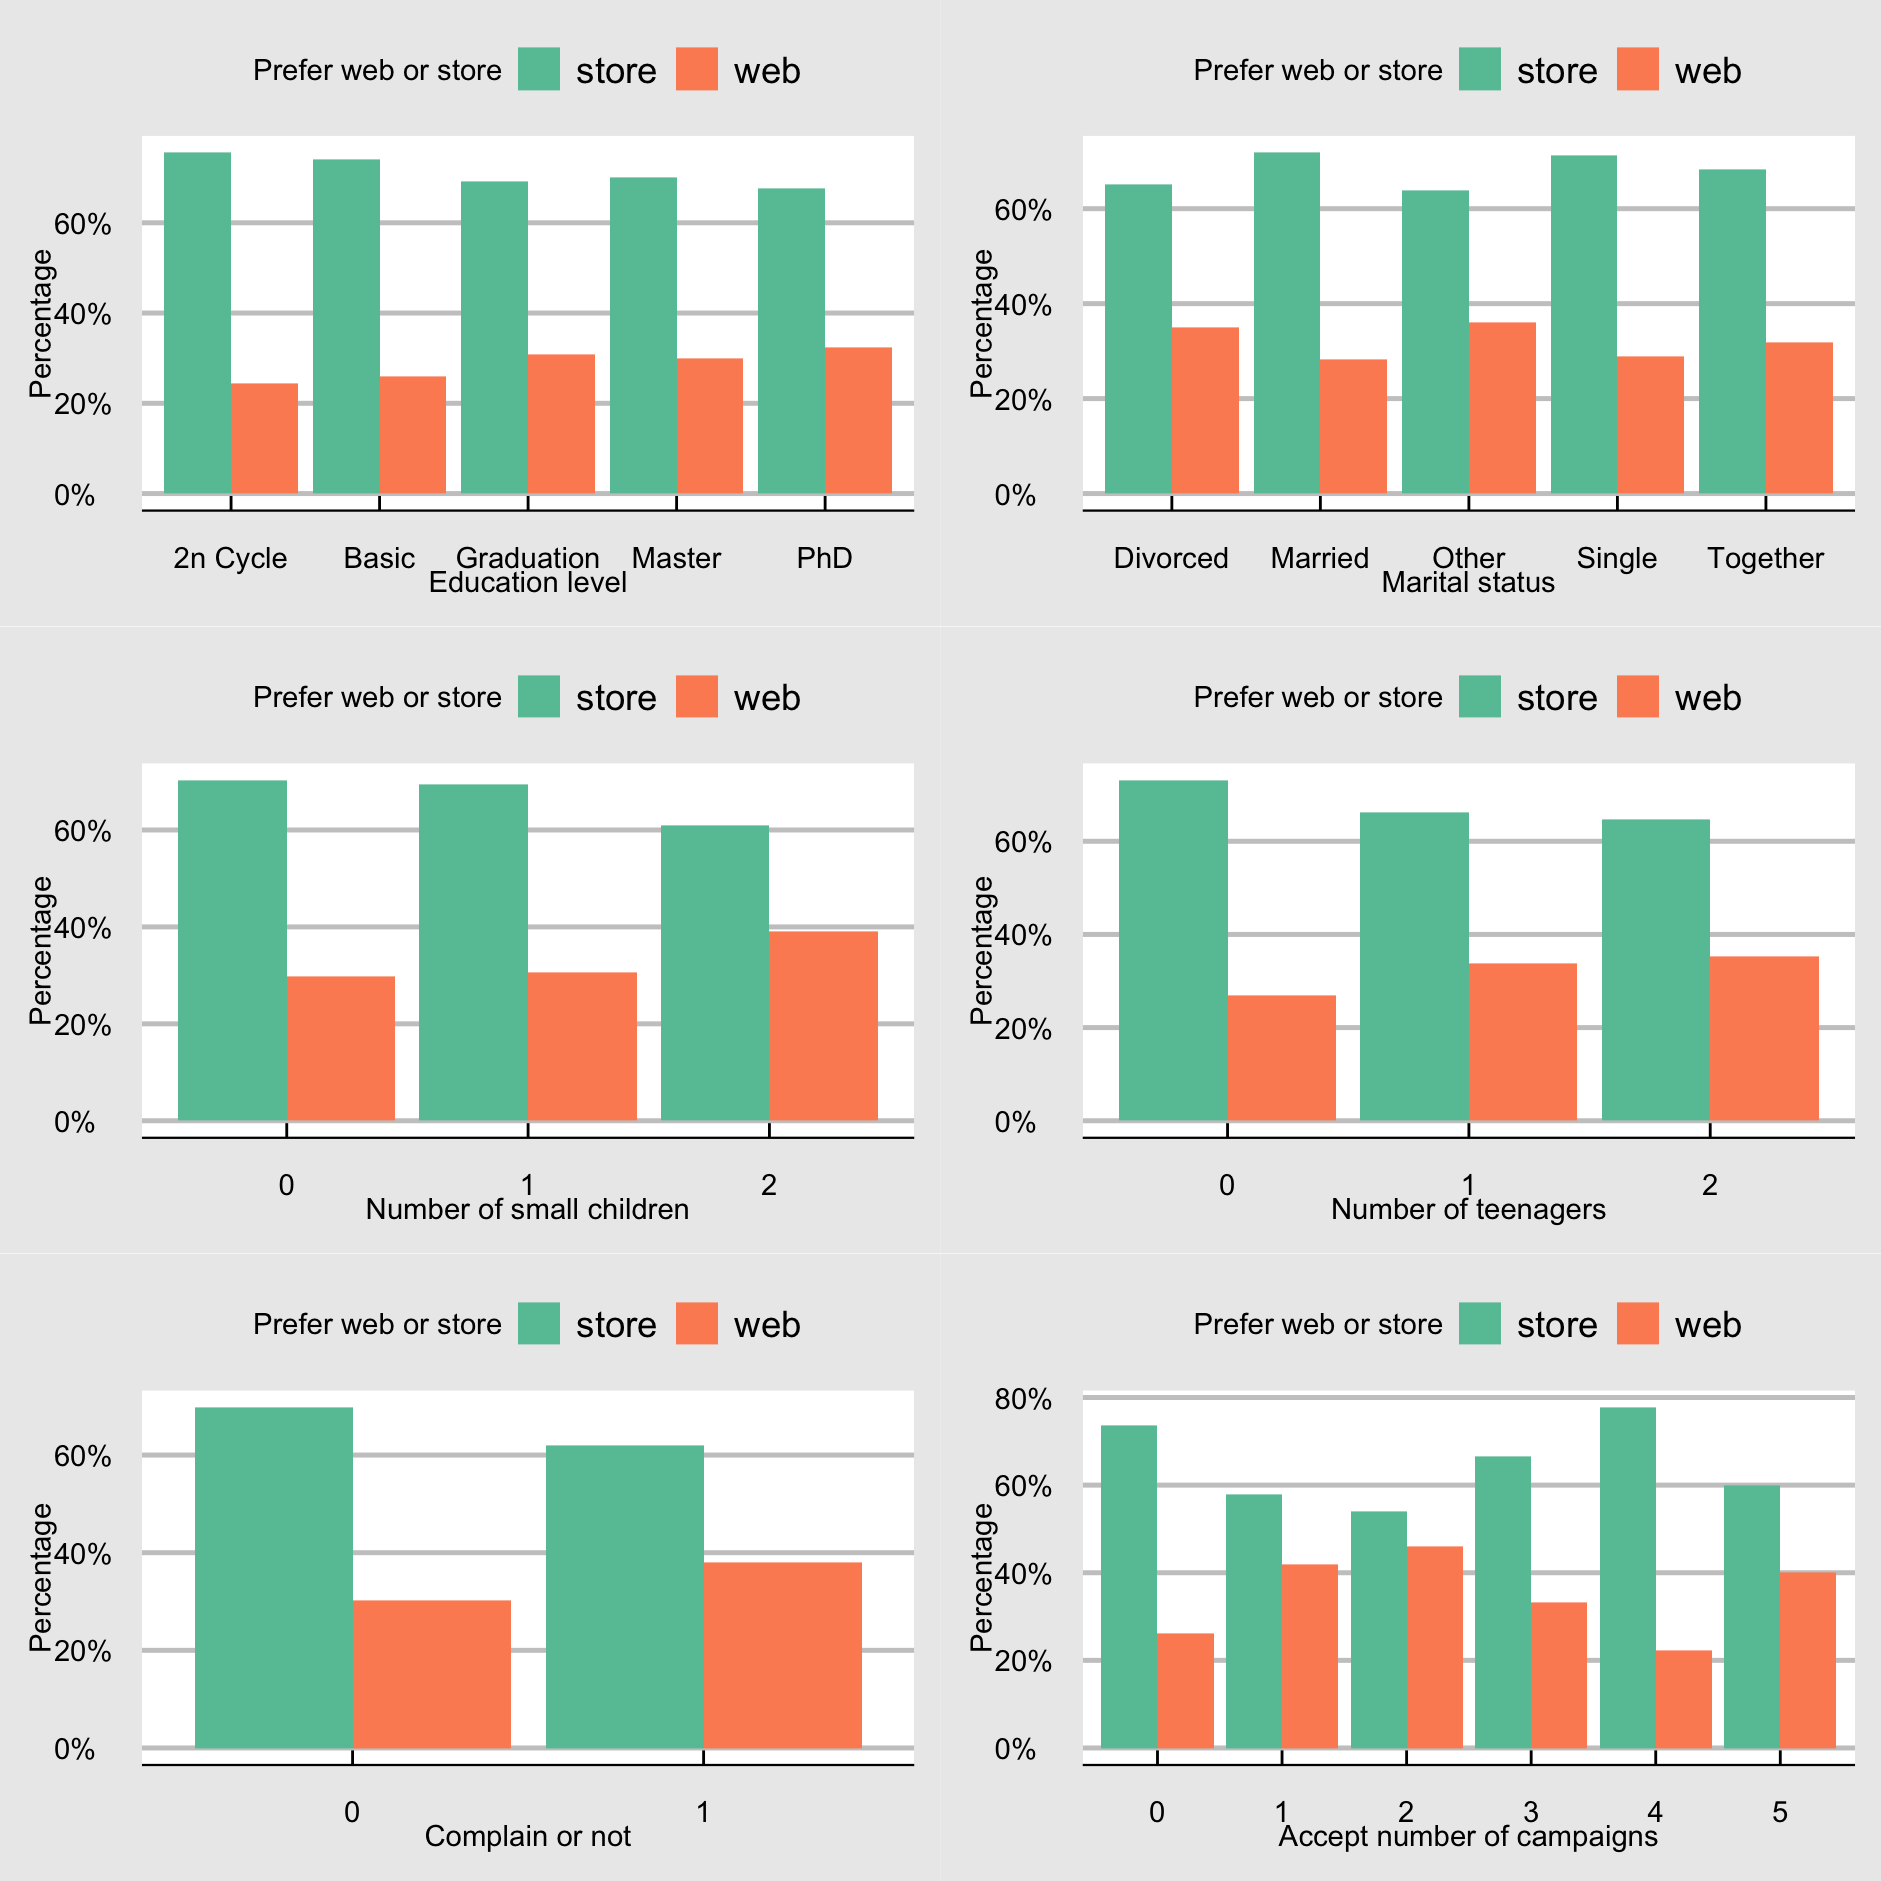 Prefer web or store store web
Percentage
60%
40%
20%
0%
2n Cycle Basic Graduation Master PhD
Education level
Prefer web or store store web
Percentage
60%
40%
20%
0%
Divorced Married Other Single Together
Marital status
Prefer web or store store web
Percentage
60%
40%
20%
0%
0 1 2
Number of small children
Prefer web or store store web
Percentage
60%
40%
20%
0%
0 1 2
Number of teenagers
Prefer web or store store web
Percentage
60%
40%
20%
0%
0 1
Complain or not
Prefer web or store store web
Percentage
80%
60%
40%
20%
0%
0 1 2 3 4 5
Accept number of campaigns